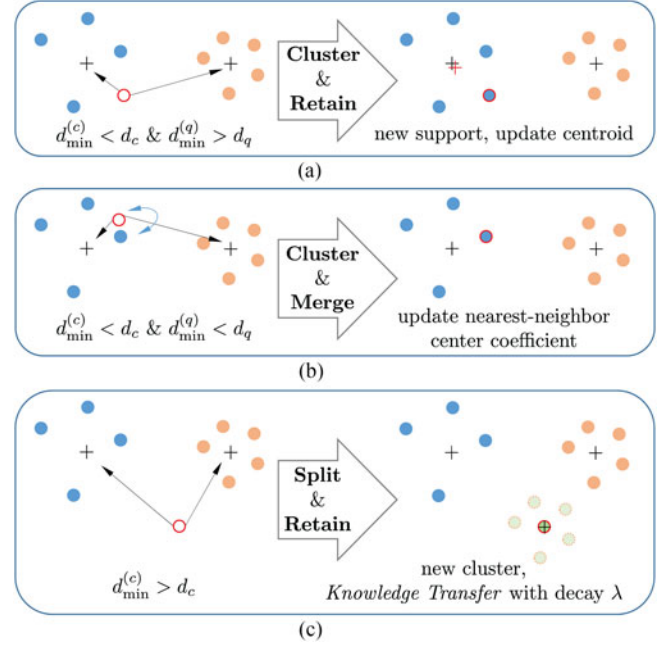 Cluster
&
Retain
d_min^(c) < d_c & d_min^(q) > d_q
new support, update centroid
(a)
Cluster
&
Merge
d_min^(c) < d_c & d_min^(q) < d_q
update nearest-neighbor
center coefficient
(b)
Split
&
Retain
d_min^(c) > d_c
new cluster,
Knowledge Transfer with decay λ
(c)